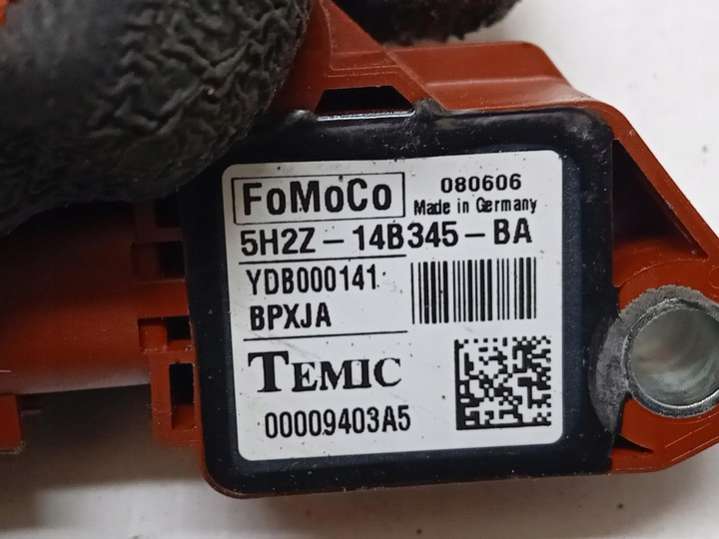 FoMoCo 080606
Made in Germany
5H2Z-14B345-BA
YDB000141
BPXJA
TEMIC
00009403A5